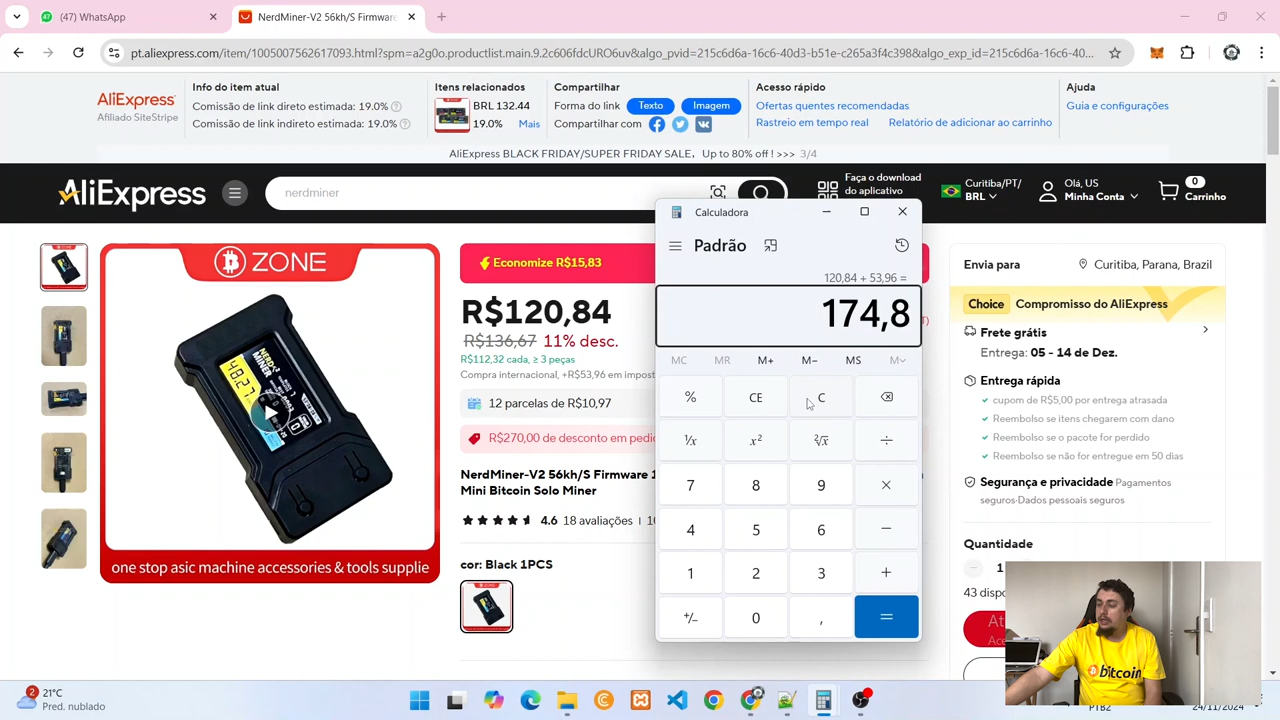 (47) WhatsApp
NerdMiner-V2 56kh/S Firmware
pt.aliexpress.com/item/1005007562617093.html?spm=a2g0o.productlist.main.9.2c606fdcURO6uv&algo_pvid=215c6d6a-16c6-40d3-b51e-c265a3f4c398&algo_exp_id=215c6d6a-16c6-40...
AliExpress
Afiliado SiteStripe
Info do item atual
Comissão de link direto estimada: 19.0%
Comissão de link indireto estimada: 19.0%
Itens relacionados
BRL 132.44
19.0% Mais
Compartilhar
Forma do link Texto Imagem
Compartilhar com
Acesso rápido
Ofertas quentes recomendadas
Rastreio em tempo real Relatório de adicionar ao carrinho
Ajuda
Guia e configurações
AliExpress BLACK FRIDAY/SUPER FRIDAY SALE, Up to 80% off ! >>> 3/4
AliExpress
nerdminer
Faça o download
do aplicativo
Curitiba/PT/
BRL
Olá, US
Minha Conta
0
Carrinho
ZONE
NERD
MINER
one stop asic machine accessories & tools supplie
Economize R$15,83
R$120,84
R$136,67 11% desc.
R$112,32 cada, ≥ 3 peças
Compra internacional, +R$53,96 em impost
12 parcelas de R$10,97
R$270,00 de desconto em pedi
NerdMiner-V2 56kh/S Firmware 1
Mini Bitcoin Solo Miner
4.6 18 avaliações
cor: Black 1PCS
Calculadora
Padrão
120,84 + 53,96 =
174,8
MC MR M+ M− MS M
% CE C
¹/x x² ²√x ÷
7 8 9 ×
4 5 6 −
1 2 3 +
+/− 0 , =
Envia para Curitiba, Parana, Brazil
Choice Compromisso do AliExpress
Frete grátis
Entrega: 05 - 14 de Dez.
Entrega rápida
cupom de R$5,00 por entrega atrasada
Reembolso se itens chegarem com dano
Reembolso se o pacote for perdido
Reembolso se não for entregue em 50 dias
Segurança e privacidade Pagamentos
seguros·Dados pessoais seguros
Quantidade
1
43 dispo
bitcoin
2
21°C
Pred. nublado
PTB2
24/11/2024